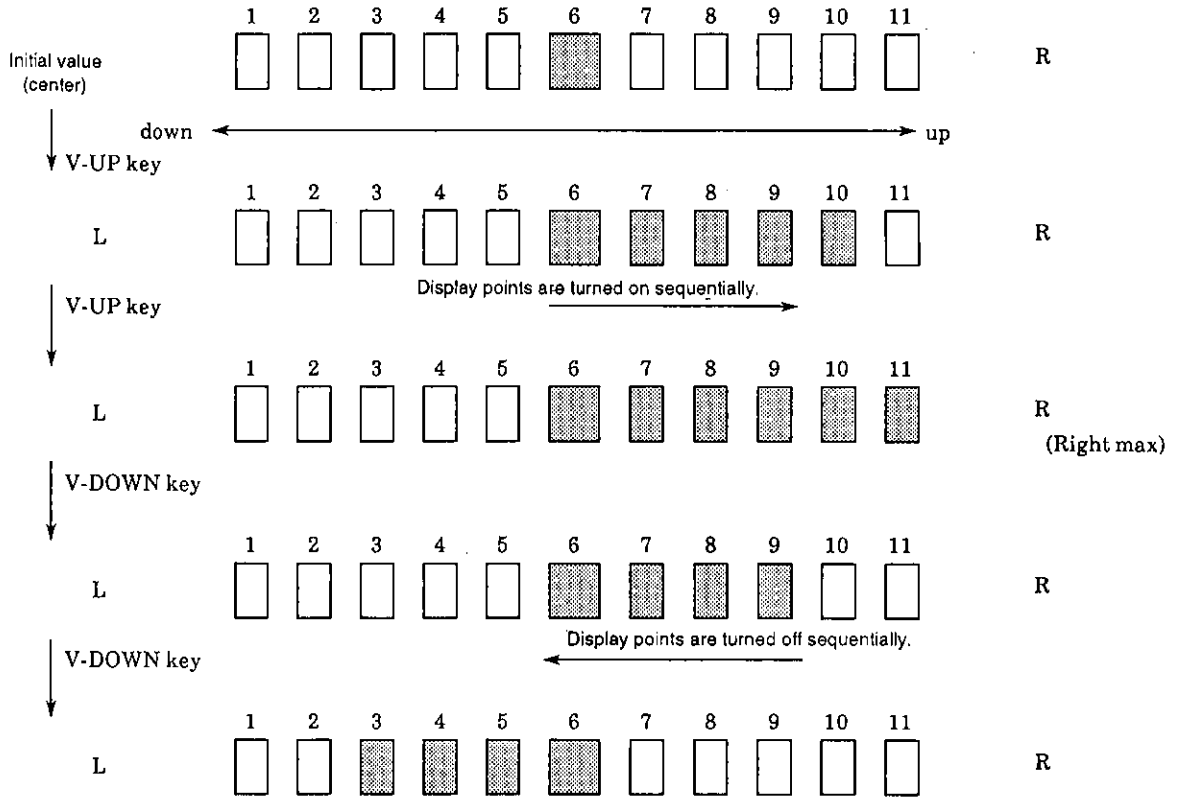 1 2 3 4 5 6 7 8 9 10 11
Initial value
(center)
R
down up
V-UP key
1 2 3 4 5 6 7 8 9 10 11
L R
Display points are turned on sequentially.
V-UP key
1 2 3 4 5 6 7 8 9 10 11
L R
(Right max)
V-DOWN key
1 2 3 4 5 6 7 8 9 10 11
L R
Display points are turned off sequentially.
V-DOWN key
1 2 3 4 5 6 7 8 9 10 11
L R